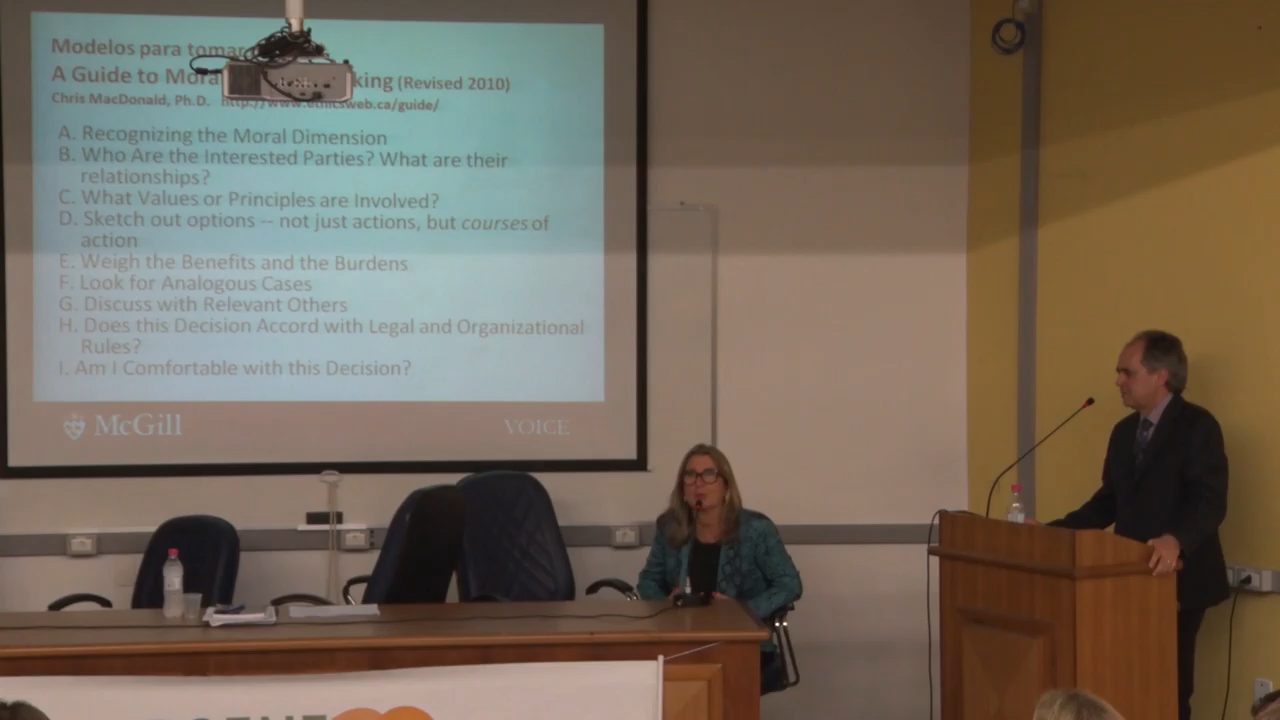 Modelos para tomar
A Guide to Moral king (Revised 2010)
Chris MacDonald, Ph.D. http://www.ethicsweb.ca/guide/
A. Recognizing the Moral Dimension
B. Who Are the Interested Parties? What are their
relationships?
C. What Values or Principles are Involved?
D. Sketch out options -- not just actions, but courses of
action
E. Weigh the Benefits and the Burdens
F. Look for Analogous Cases
G. Discuss with Relevant Others
H. Does this Decision Accord with Legal and Organizational
Rules?
I. Am I Comfortable with this Decision?
McGill
VOICE